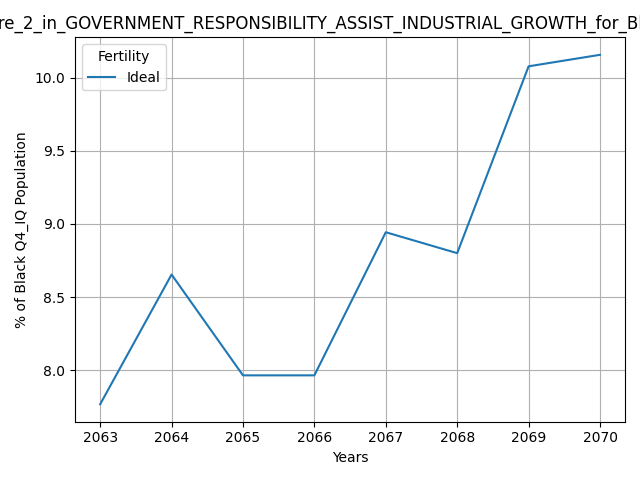 re_2_in_GOVERNMENT_RESPONSIBILITY_ASSIST_INDUSTRIAL_GROWTH_for_B
Fertility
Ideal
% of Black Q4_IQ Population
10.0
9.5
9.0
8.5
8.0
2063 2064 2065 2066 2067 2068 2069 2070
Years